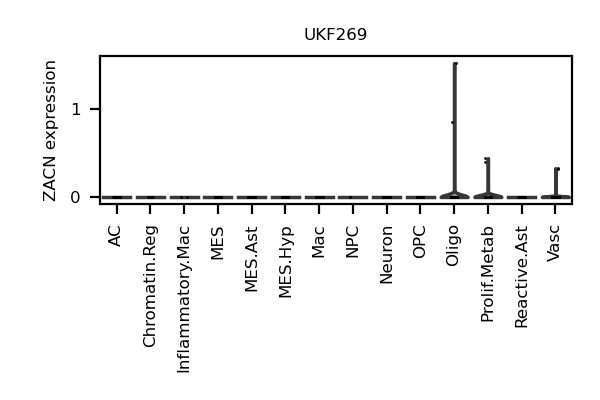 UKF269
ZACN expression
1
0
AC
Chromatin.Reg
Inflammatory.Mac
MES
MES.Ast
MES.Hyp
Mac
NPC
Neuron
OPC
Oligo
Prolif.Metab
Reactive.Ast
Vasc